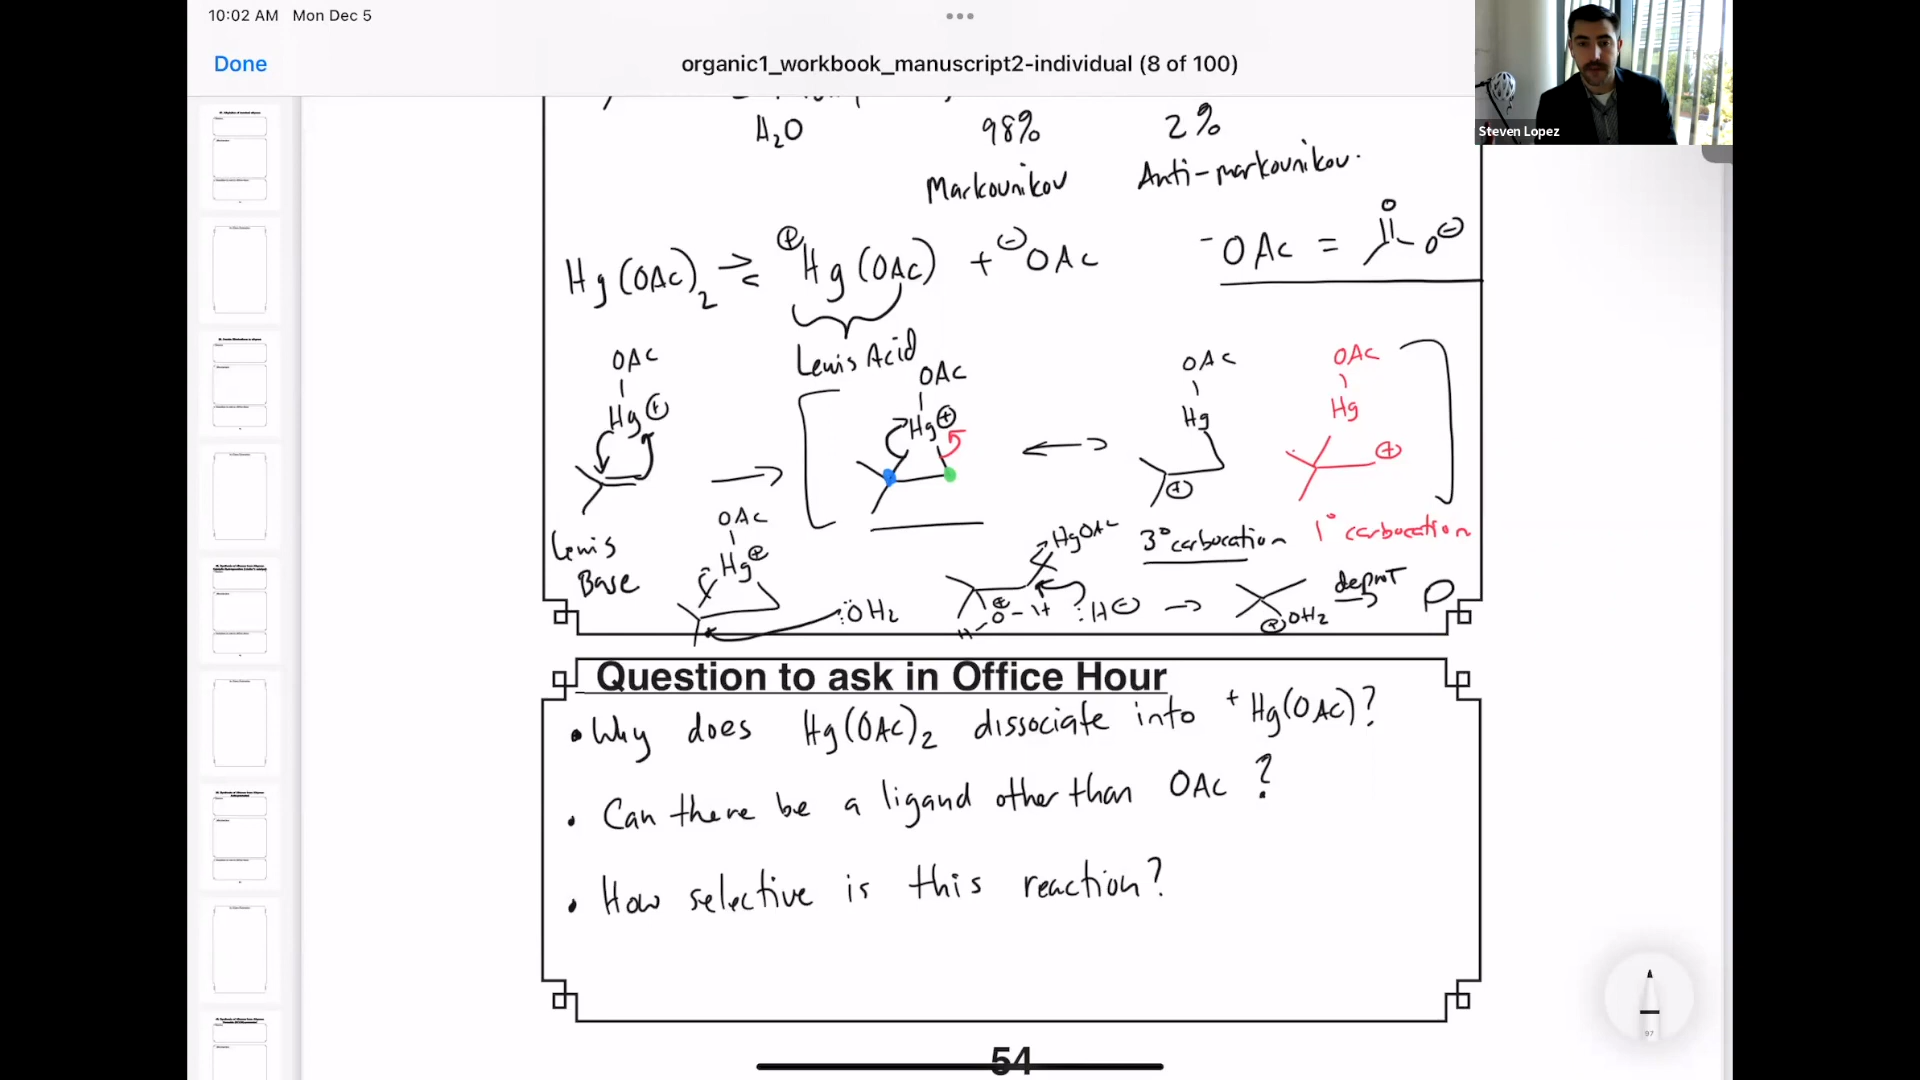 10:02 AM Mon Dec 5
Done
organic1_workbook_manuscript2-individual (8 of 100)
Steven Lopez
H2O
98%
2%
Markovnikov
Anti-markovnikov.
Hg(OAc)2 ⇌ ⊕Hg(OAc) + ⊖OAc
⁻OAc =
O
O⊖
Lewis Acid
OAc
Hg⊕
OAc
Hg⊕
OAc
Hg
⊕
OAc
Hg
⊕
Lewis
Base
3° carbocation
1° carbocation
OAc
Hg⊕
:ÖH2
HgOAc
⊕
H-O-H
?
:H⊖
⊕OH2
deprot
P
Question to ask in Office Hour
• Why does Hg(OAc)2 dissociate into +Hg(OAc)?
• Can there be a ligand other than OAc?
• How selective is this reaction?
54
97